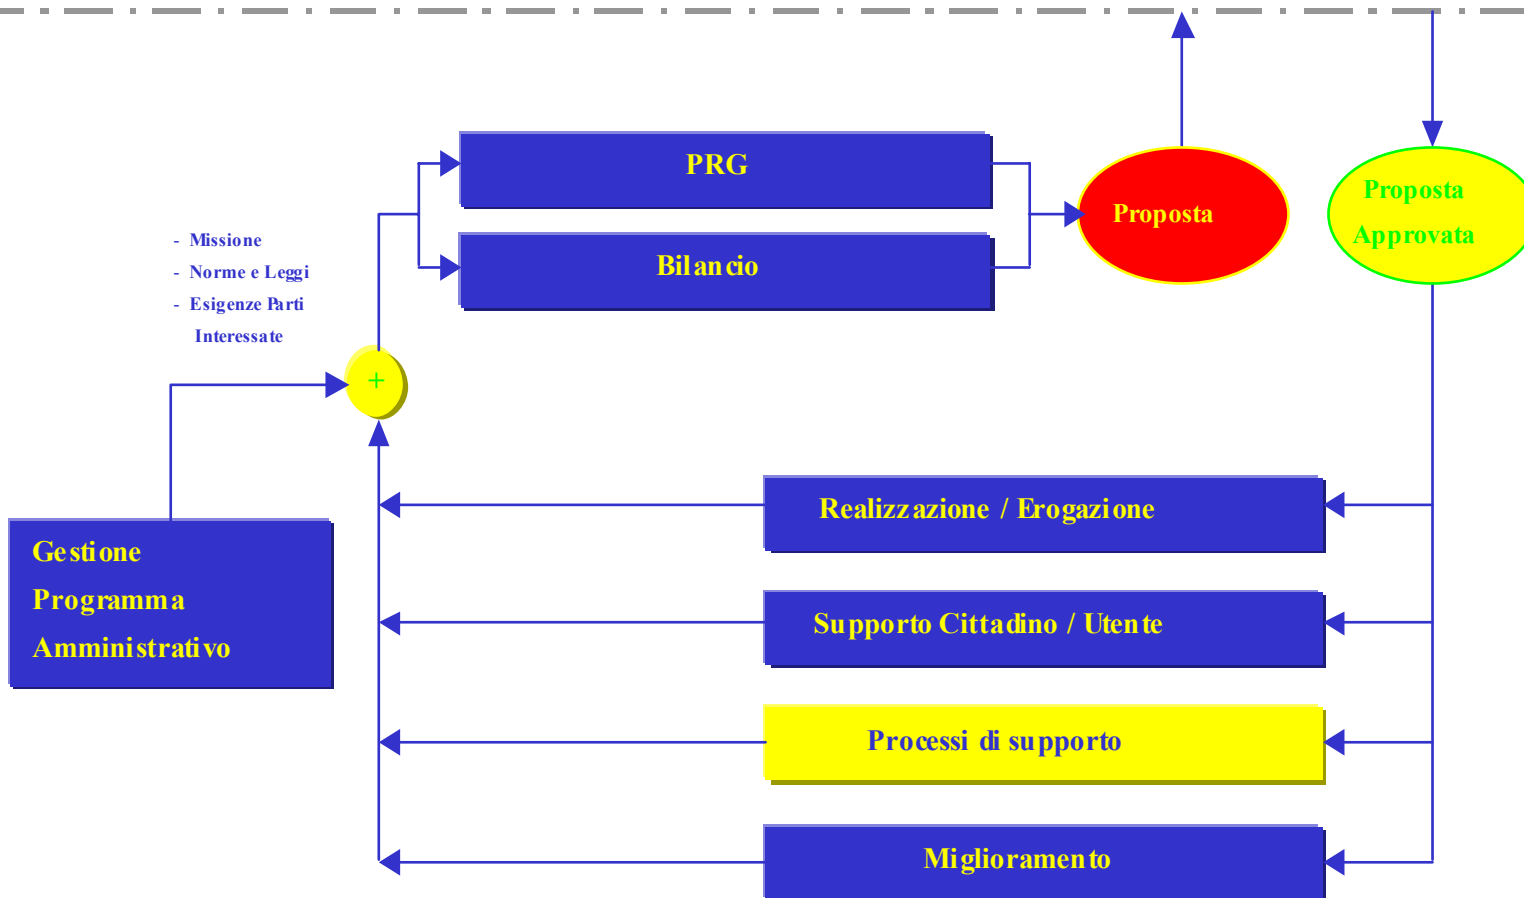 PRG
Bilancio
Proposta
Proposta
Approvata
- Missione
- Norme e Leggi
- Esigenze Parti
Interessate
+
Gestione
Programma
Amministrativo
Realizzazione / Erogazione
Supporto Cittadino / Utente
Processi di supporto
Miglioramento